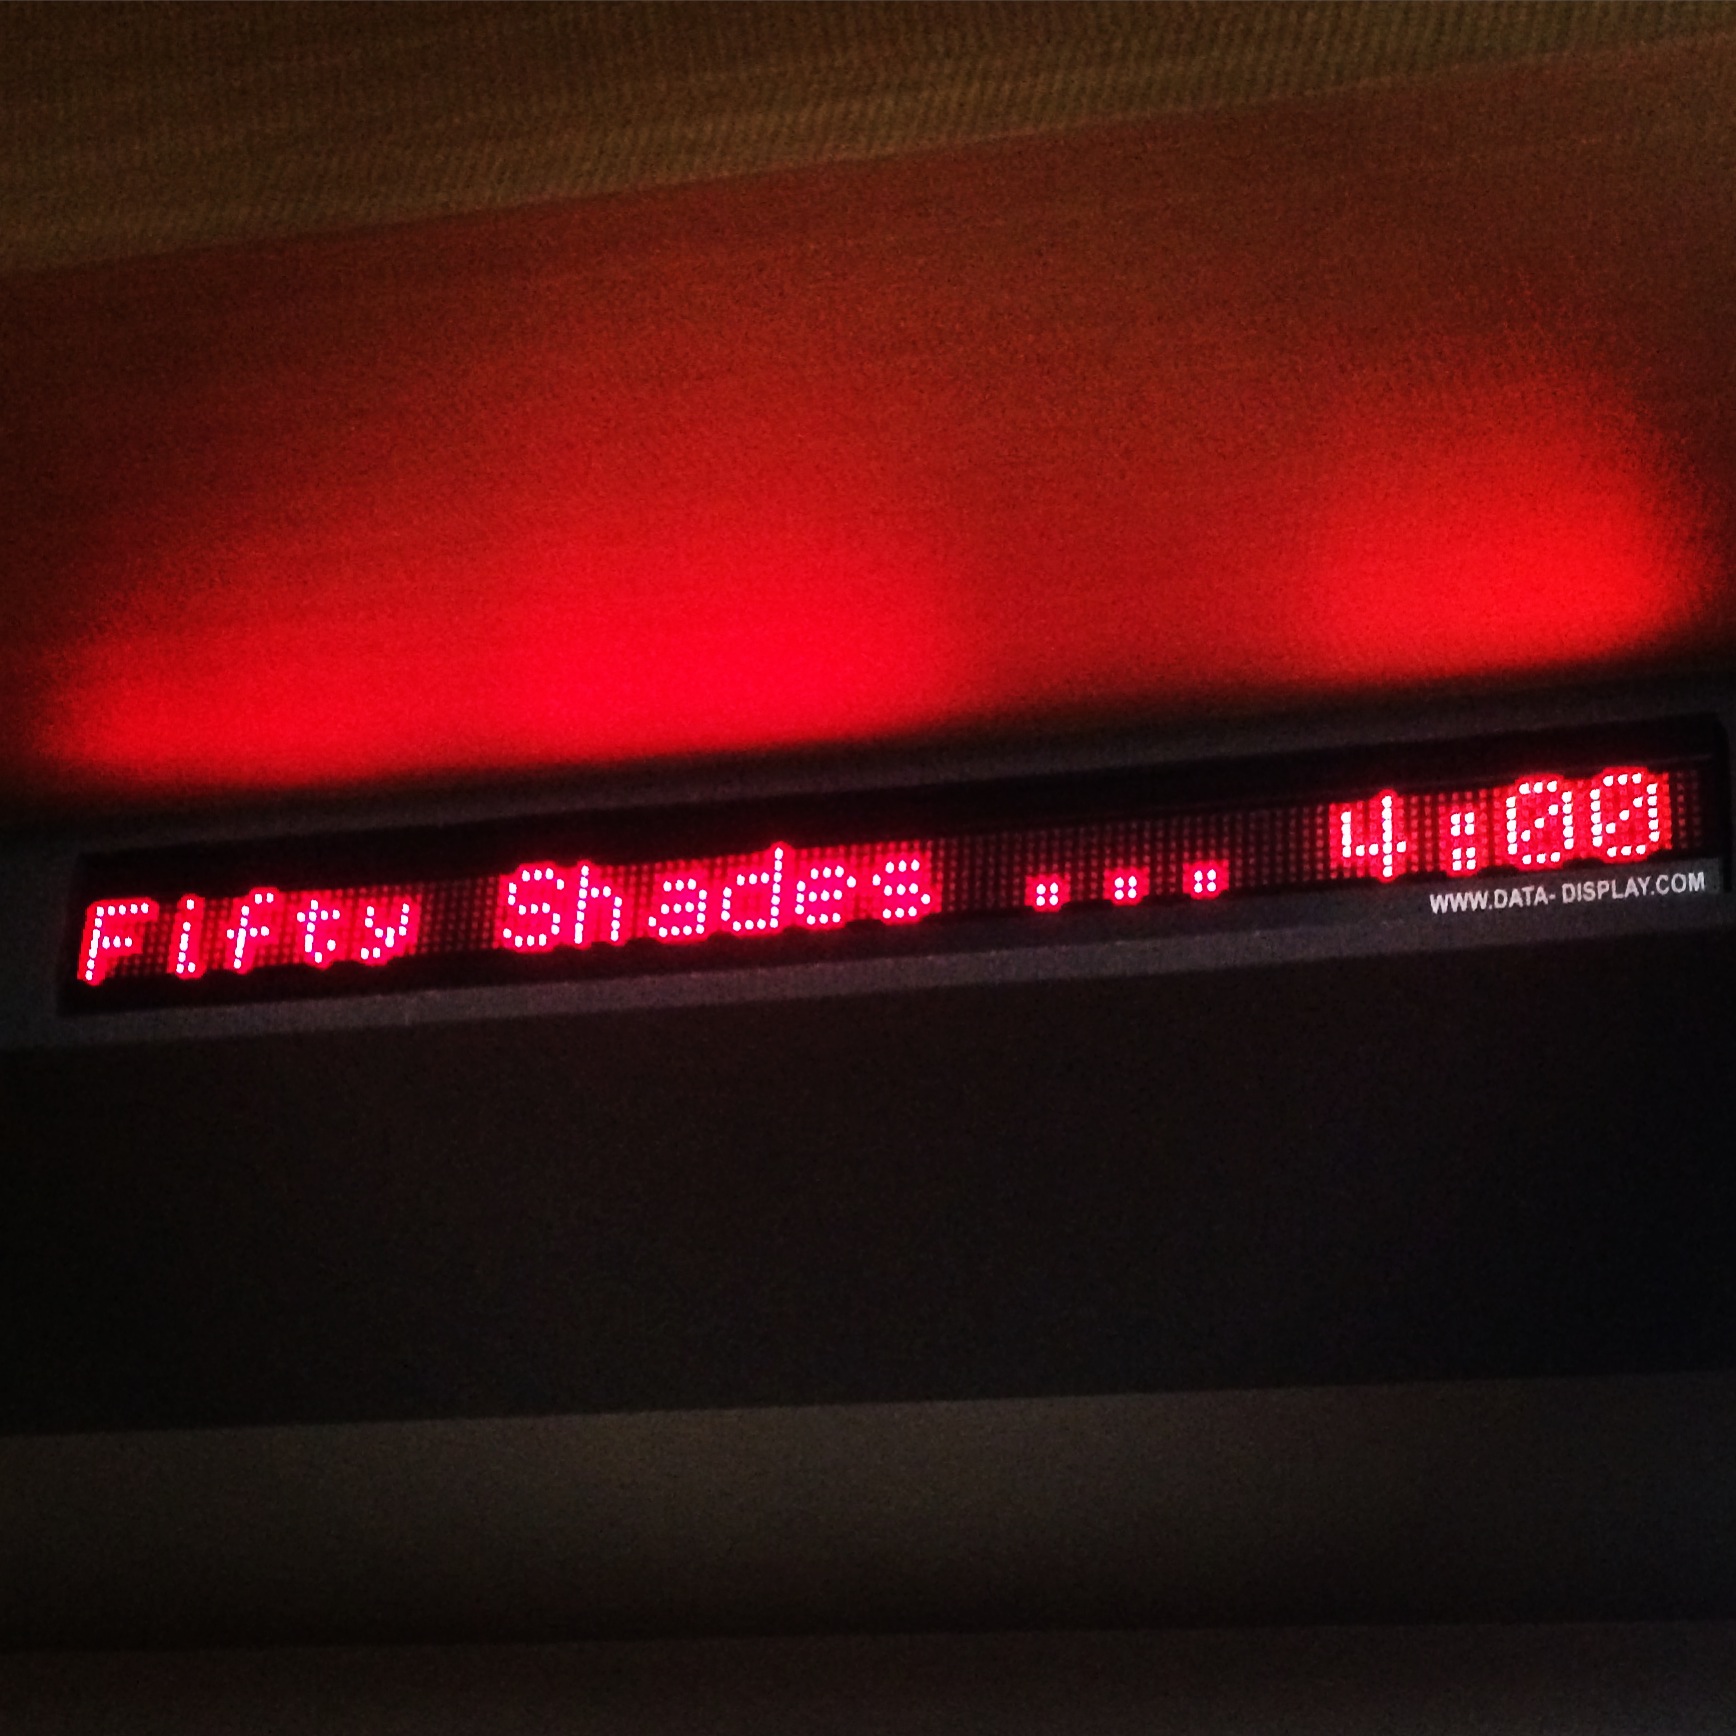 Fifty Shades ... 4:00
WWW.DATA-DISPLAY.COM